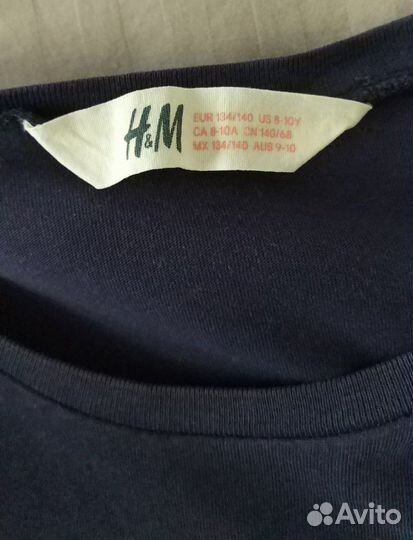 H&M
EUR 134/140 US 8-10Y
CA 8-10A CN 140/68
MX 134/140 AUS 9-10
Avito